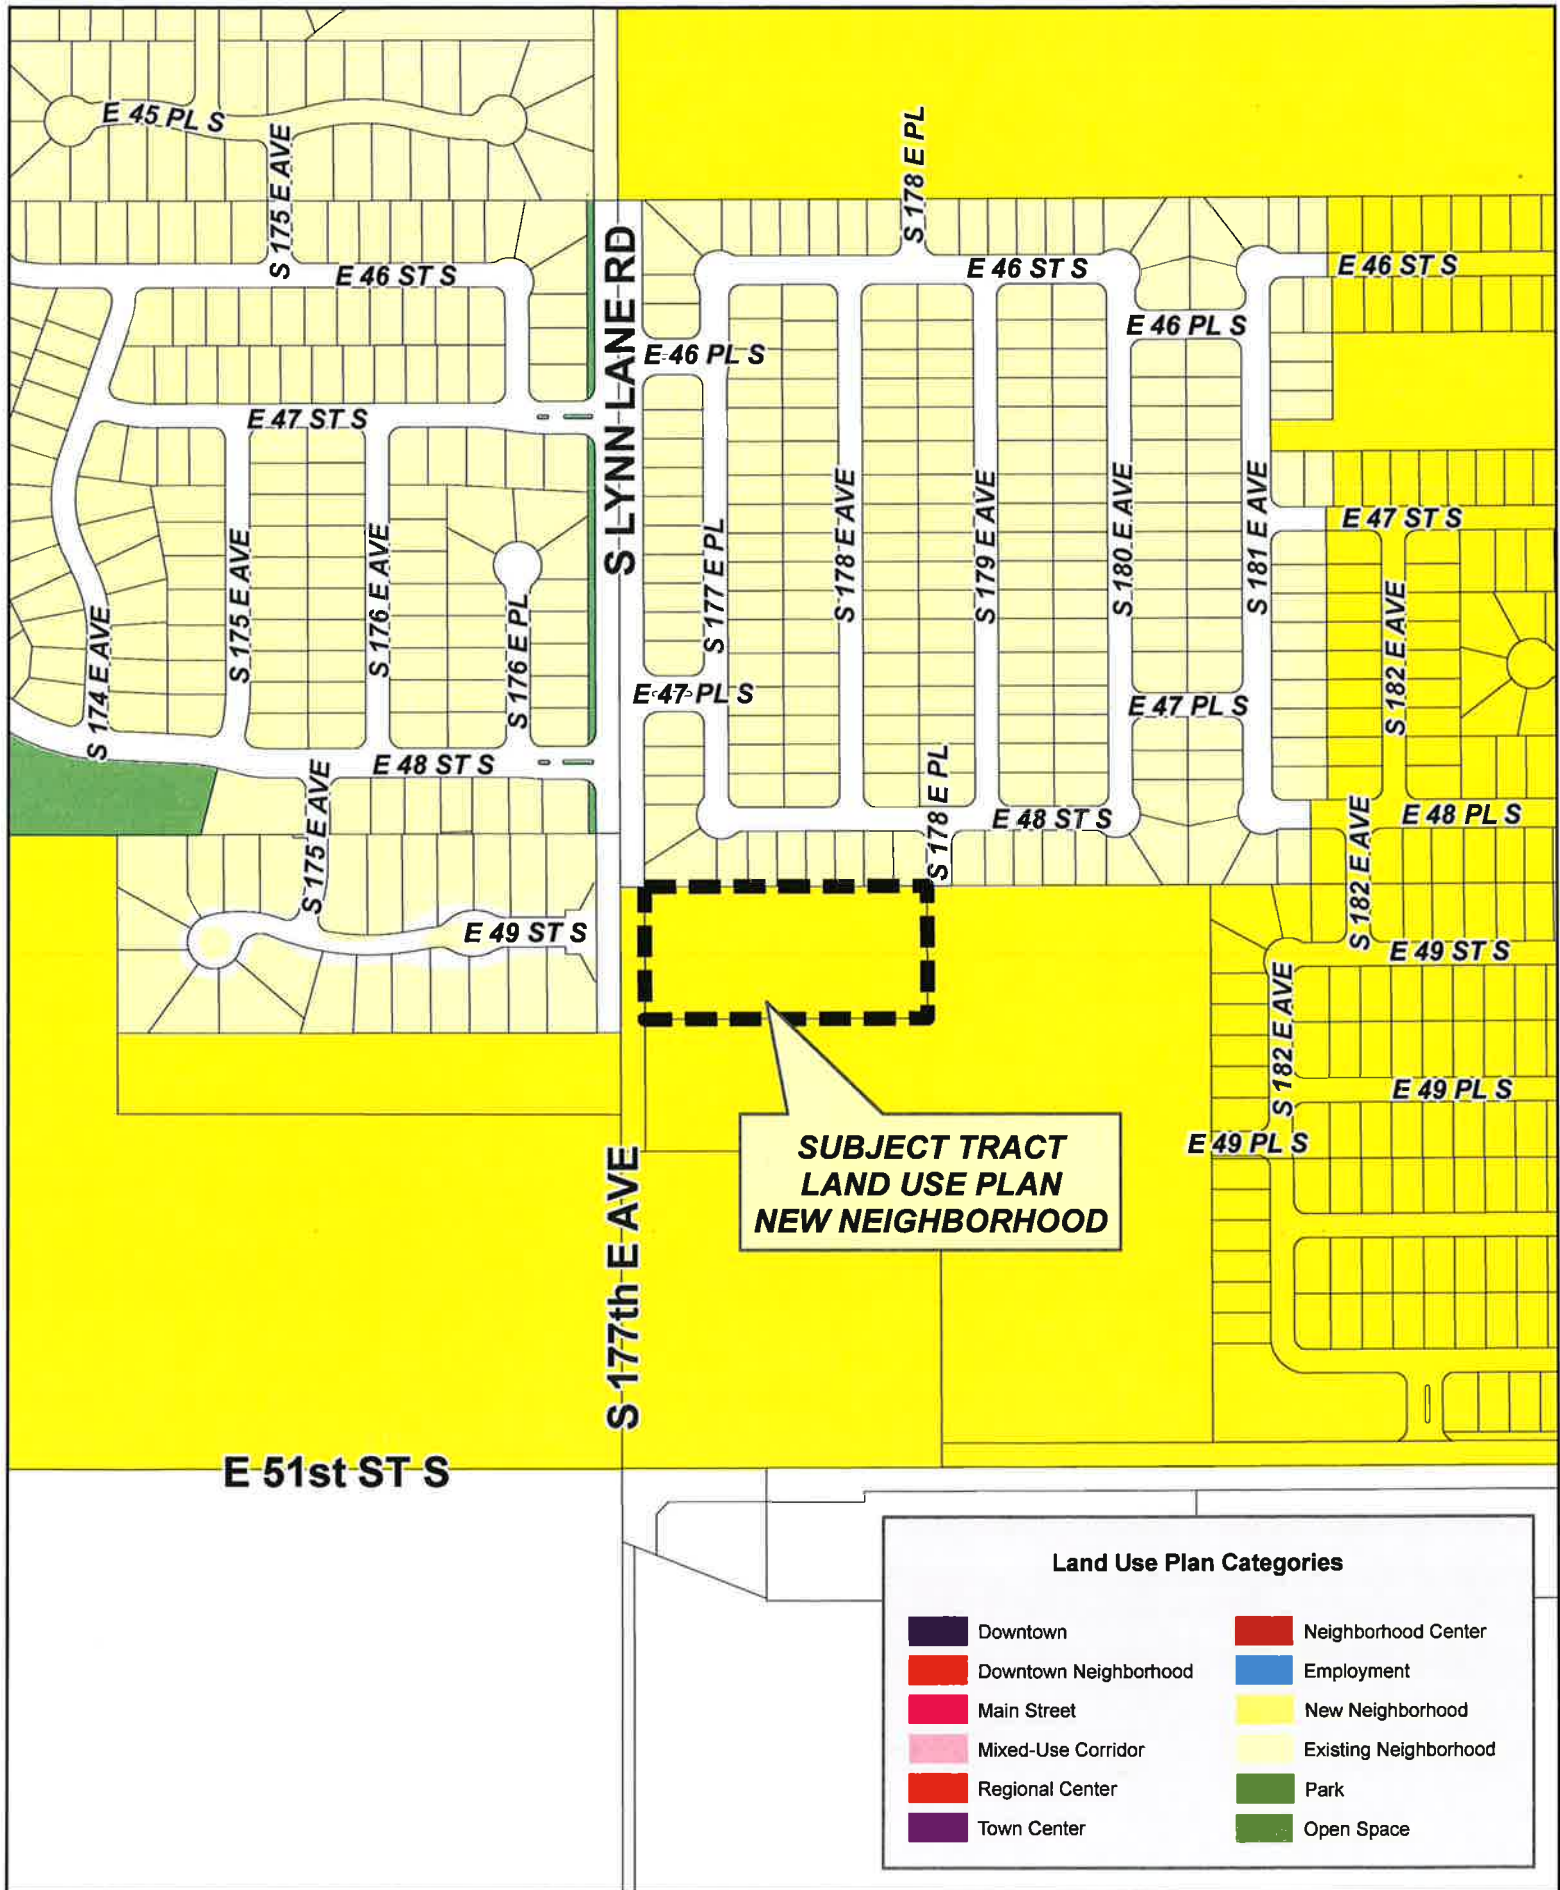 E 45 PL S
S 175 E AVE
S 178 E PL
E 46 ST S
E 46 ST S
E 46 ST S
S LYNN LANE RD
E 46 PL S
E 46 PL S
E 47 ST S
S 174 E AVE
S 175 E AVE
S 176 E AVE
S 176 E PL
S 177 E PL
S 178 E AVE
S 179 E AVE
S 180 E AVE
S 181 E AVE
E 47 ST S
S 182 E AVE
E 47 PL S
E 47 PL S
E 48 ST S
S 175 E AVE
S 178 E PL
E 48 ST S
E 48 PL S
S 182 E AVE
E 49 ST S
E 49 ST S
S 182 E AVE
E 49 PL S
E 49 PL S
SUBJECT TRACT
LAND USE PLAN
NEW NEIGHBORHOOD
S 177th E AVE
E 51st ST S
Land Use Plan Categories
Downtown
Downtown Neighborhood
Main Street
Mixed-Use Corridor
Regional Center
Town Center
Neighborhood Center
Employment
New Neighborhood
Existing Neighborhood
Park
Open Space